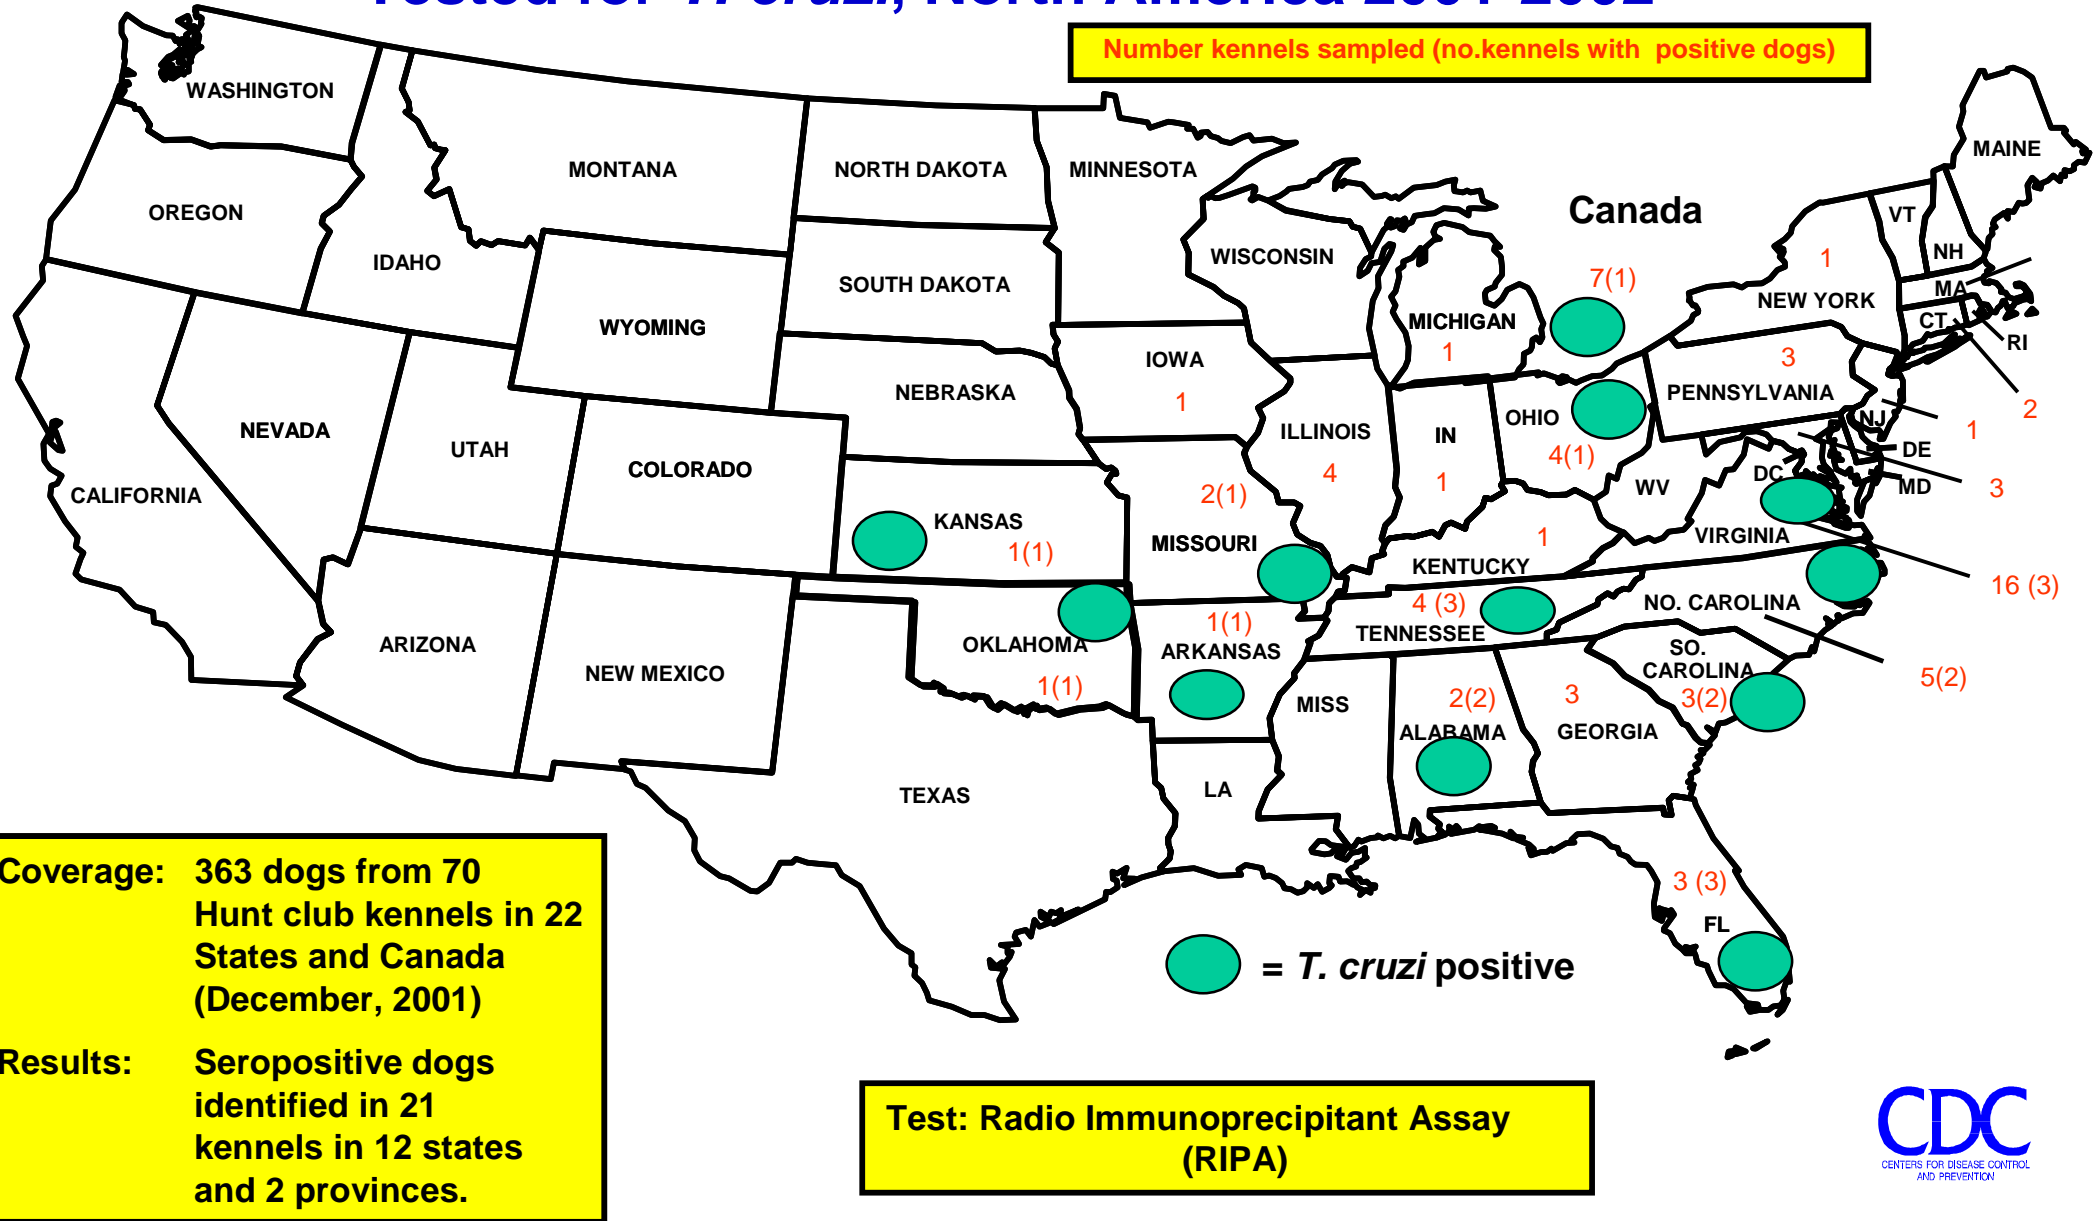 Tested for T. cruzi, North America 2001-2002
Number kennels sampled (no.kennels with positive dogs)
WASHINGTON
MONTANA
NORTH DAKOTA
MINNESOTA
MAINE
OREGON
IDAHO
WISCONSIN
Canada
VT
NH
1
SOUTH DAKOTA
7(1)
MA
NEW YORK
WYOMING
MICHIGAN
1
CT
RI
IOWA
1
3
PENNSYLVANIA
NEBRASKA
2
NEVADA
UTAH
COLORADO
ILLINOIS
4
IN
1
OHIO
4(1)
NJ
1
DE
CALIFORNIA
2(1)
MISSOURI
WV
DC
MD
3
KANSAS
1(1)
1
KENTUCKY
VIRGINIA
16 (3)
ARIZONA
NEW MEXICO
OKLAHOMA
1(1)
1(1)
ARKANSAS
4 (3)
TENNESSEE
NO. CAROLINA
5(2)
SO.
CAROLINA
3(2)
MISS
2(2)
ALABAMA
3
GEORGIA
TEXAS
LA
3 (3)
FL
= T. cruzi positive
Coverage: 363 dogs from 70
Hunt club kennels in 22
States and Canada
(December, 2001)
Results: Seropositive dogs
identified in 21
kennels in 12 states
and 2 provinces.
Test: Radio Immunoprecipitant Assay
(RIPA)
CDC
CENTERS FOR DISEASE CONTROL
AND PREVENTION